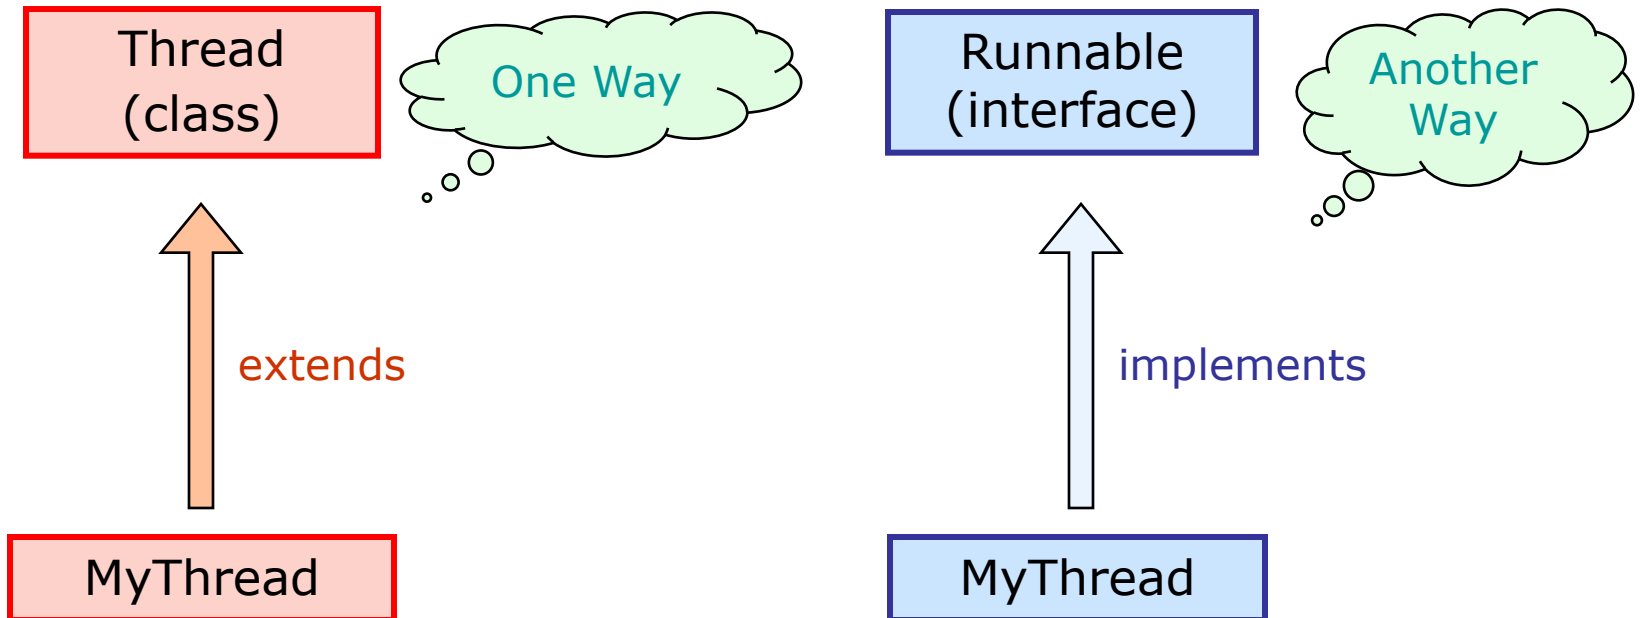 Thread
(class)
One Way
extends
MyThread
Runnable
(interface)
Another
Way
implements
MyThread